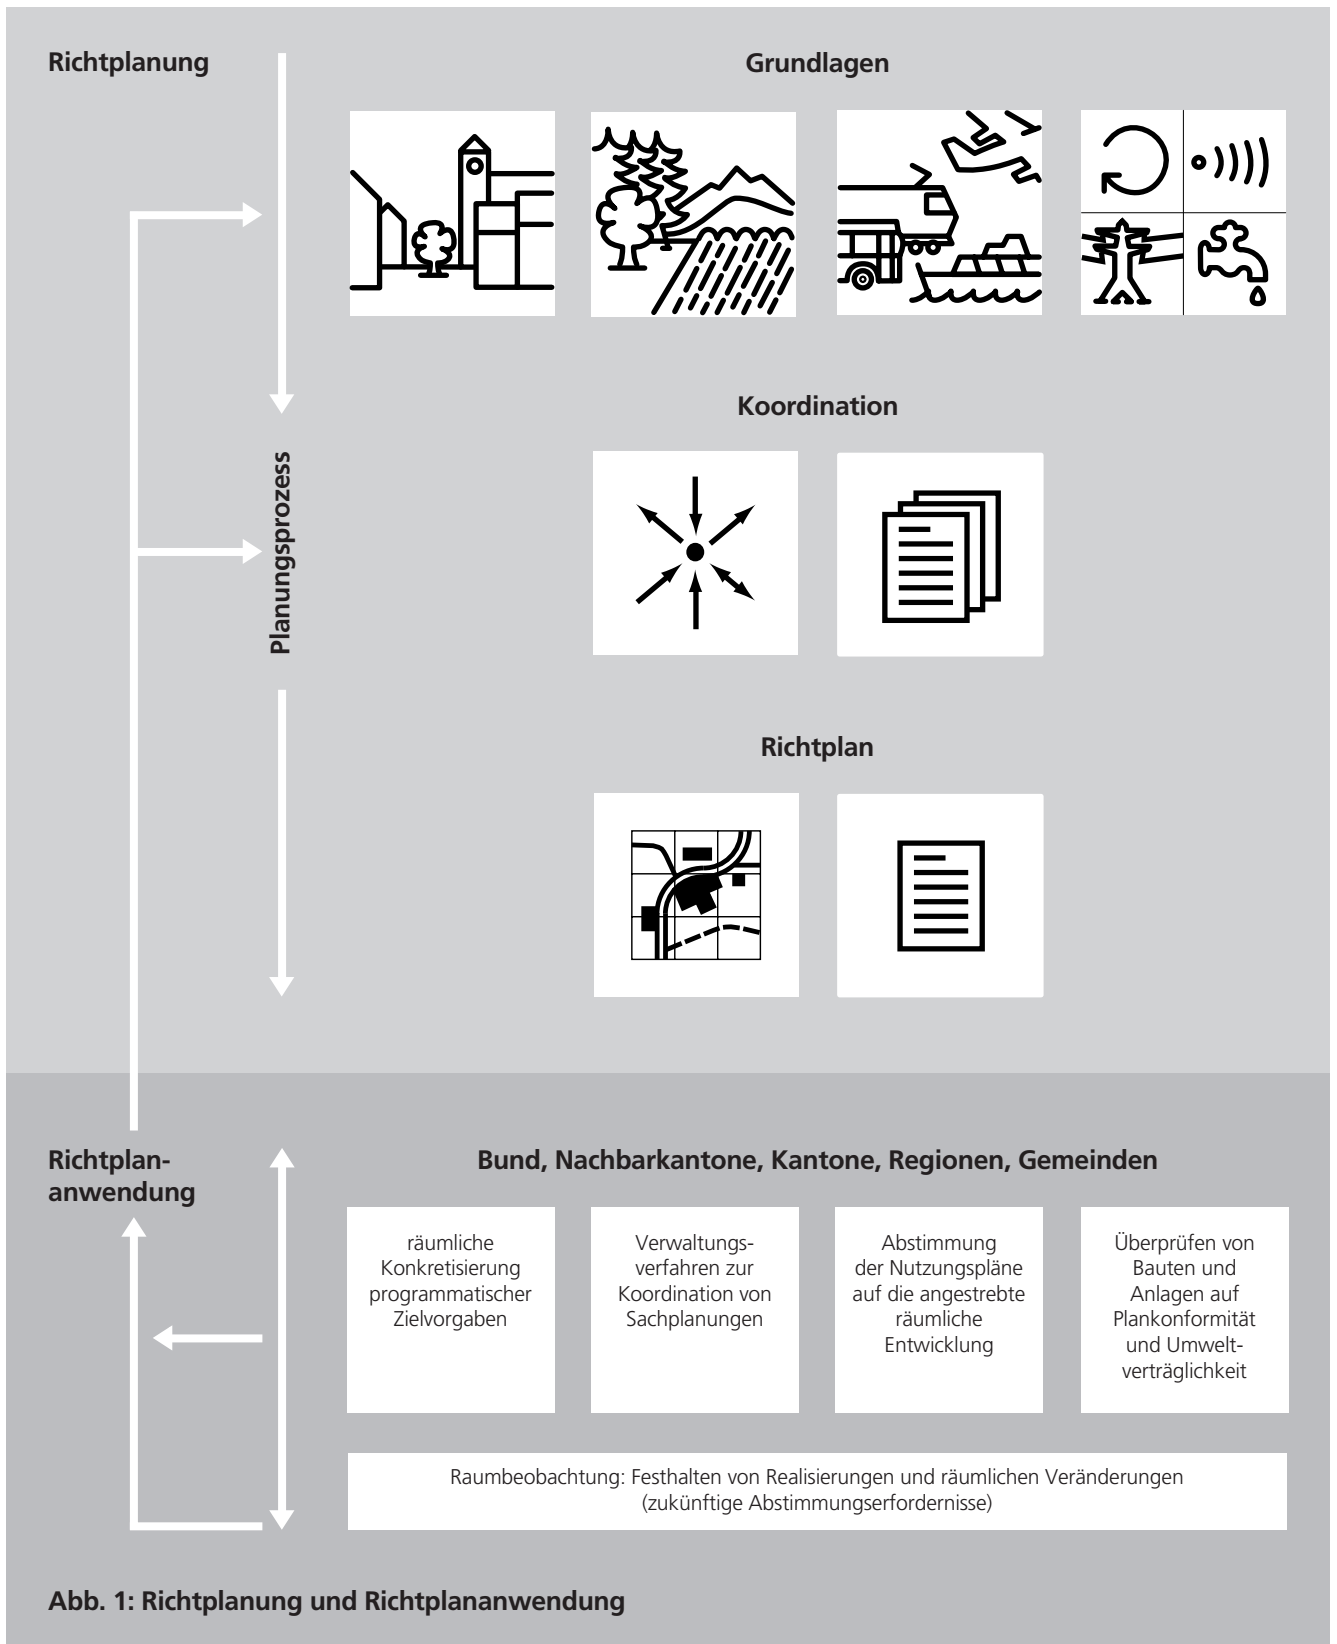 Richtplanung
Grundlagen
Koordination
Planungsprozess
Richtplan
Richtplan-
anwendung
Bund, Nachbarkantone, Kantone, Regionen, Gemeinden
räumliche
Konkretisierung
programmatischer
Zielvorgaben
Verwaltungs-
verfahren zur
Koordination von
Sachplanungen
Abstimmung
der Nutzungspläne
auf die angestrebte
räumliche
Entwicklung
Überprüfen von
Bauten und
Anlagen auf
Plankonformität
und Umwelt-
verträglichkeit
Raumbeobachtung: Festhalten von Realisierungen und räumlichen Veränderungen
(zukünftige Abstimmungserfordernisse)
Abb. 1: Richtplanung und Richtplananwendung